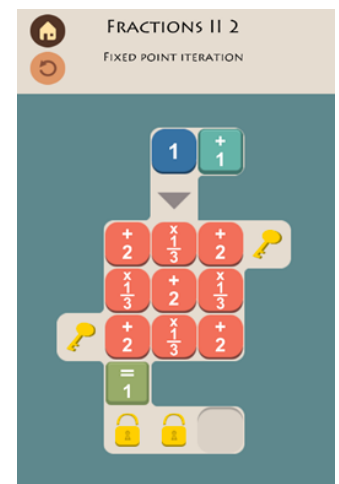 Fractions II 2
Fixed point iteration
1 + 1
+ 2 x 1/3 + 2
x 1/3 + 2 x 1/3
+ 2 x 1/3 + 2
= 1